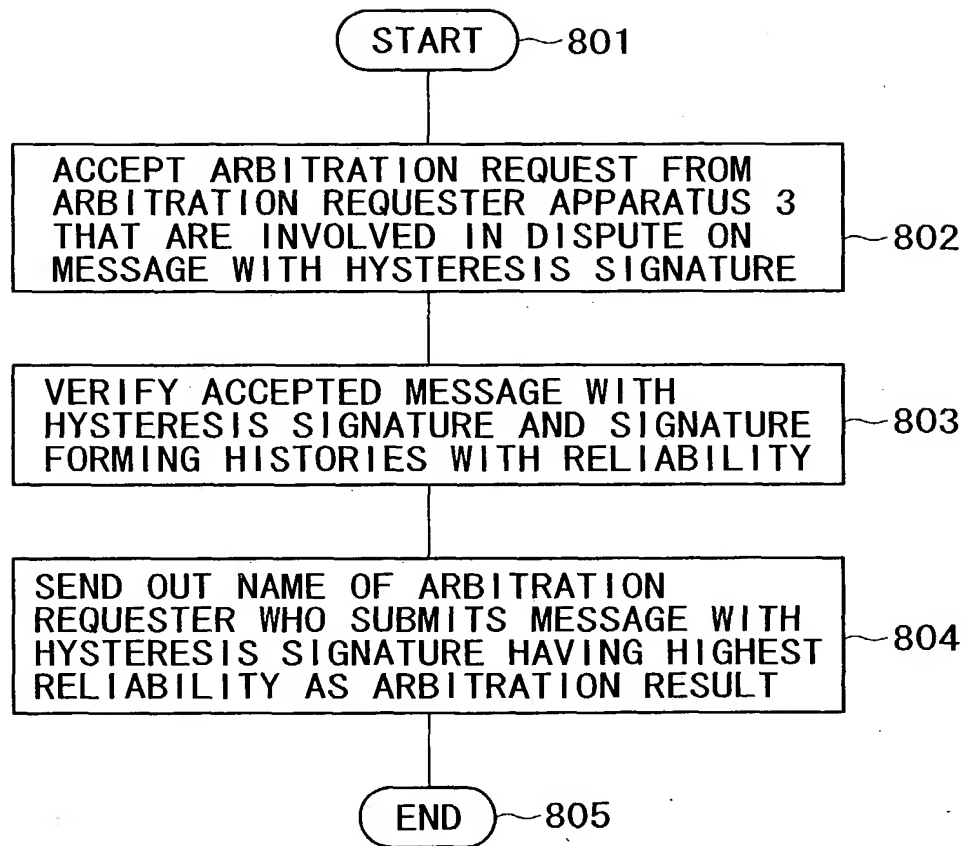 START 801
ACCEPT ARBITRATION REQUEST FROM
ARBITRATION REQUESTER APPARATUS 3
THAT ARE INVOLVED IN DISPUTE ON
MESSAGE WITH HYSTERESIS SIGNATURE
802
VERIFY ACCEPTED MESSAGE WITH
HYSTERESIS SIGNATURE AND SIGNATURE
FORMING HISTORIES WITH RELIABILITY
803
SEND OUT NAME OF ARBITRATION
REQUESTER WHO SUBMITS MESSAGE WITH
HYSTERESIS SIGNATURE HAVING HIGHEST
RELIABILITY AS ARBITRATION RESULT
804
END 805